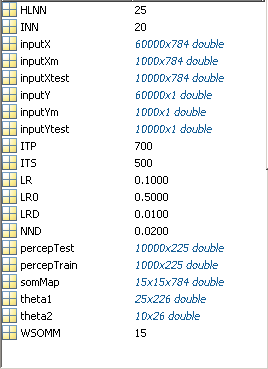 HLNN 25
INN 20
inputX 60000x784 double
inputXm 1000x784 double
inputXtest 10000x784 double
inputY 60000x1 double
inputYm 1000x1 double
inputYtest 10000x1 double
ITP 700
ITS 500
LR 0.1000
LR0 0.5000
LRD 0.0100
NND 0.0200
percepTest 10000x225 double
percepTrain 1000x225 double
somMap 15x15x784 double
theta1 25x226 double
theta2 10x26 double
WSOMM 15